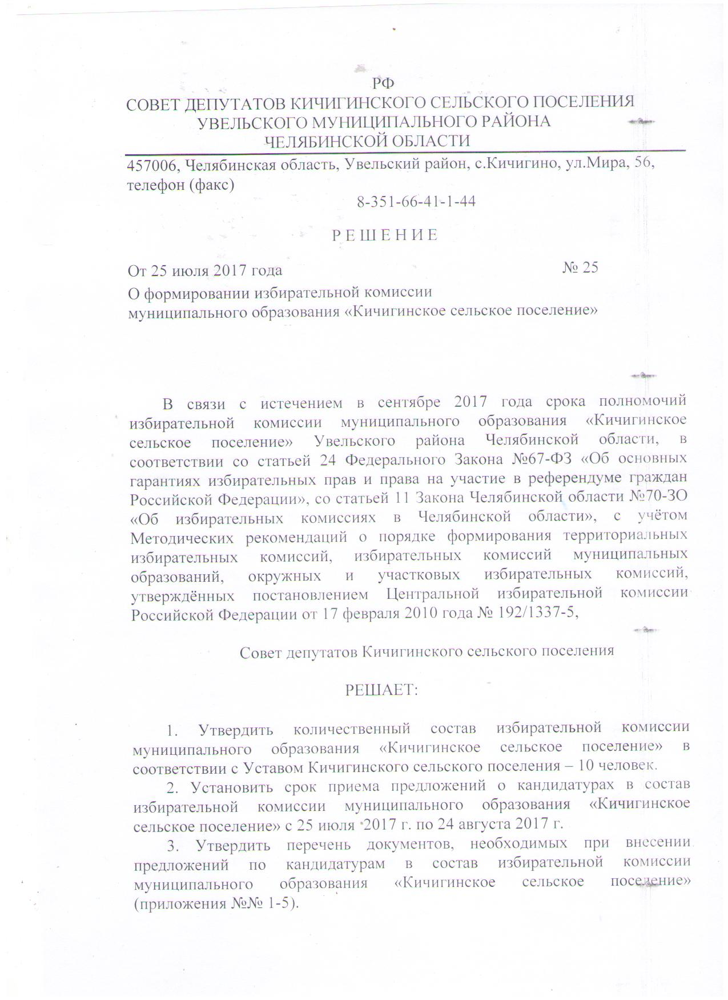 РФ
СОВЕТ ДЕПУТАТОВ КИЧИГИНСКОГО СЕЛЬСКОГО ПОСЕЛЕНИЯ
УВЕЛЬСКОГО МУНИЦИПАЛЬНОГО РАЙОНА
ЧЕЛЯБИНСКОЙ ОБЛАСТИ
457006, Челябинская область, Увельский район, с.Кичигино, ул.Мира, 56,
телефон (факс)
8-351-66-41-1-44
Р Е Ш Е Н И Е
От 25 июля 2017 года № 25
О формировании избирательной комиссии
муниципального образования «Кичигинское сельское поселение»
В связи с истечением в сентябре 2017 года срока полномочий
избирательной комиссии муниципального образования «Кичигинское
сельское поселение» Увельского района Челябинской области, в
соответствии со статьей 24 Федерального Закона №67-ФЗ «Об основных
гарантиях избирательных прав и права на участие в референдуме граждан
Российской Федерации», со статьей 11 Закона Челябинской области №70-ЗО
«Об избирательных комиссиях в Челябинской области», с учётом
Методических рекомендаций о порядке формирования территориальных
избирательных комиссий, избирательных комиссий муниципальных
образований, окружных и участковых избирательных комиссий,
утверждённых постановлением Центральной избирательной комиссии
Российской Федерации от 17 февраля 2010 года № 192/1337-5,
Совет депутатов Кичигинского сельского поселения
РЕШАЕТ:
1. Утвердить количественный состав избирательной комиссии
муниципального образования «Кичигинское сельское поселение» в
соответствии с Уставом Кичигинского сельского поселения – 10 человек.
2. Установить срок приема предложений о кандидатурах в состав
избирательной комиссии муниципального образования «Кичигинское
сельское поселение» с 25 июля 2017 г. по 24 августа 2017 г.
3. Утвердить перечень документов, необходимых при внесении
предложений по кандидатурам в состав избирательной комиссии
муниципального образования «Кичигинское сельское поселение»
(приложения №№ 1-5).